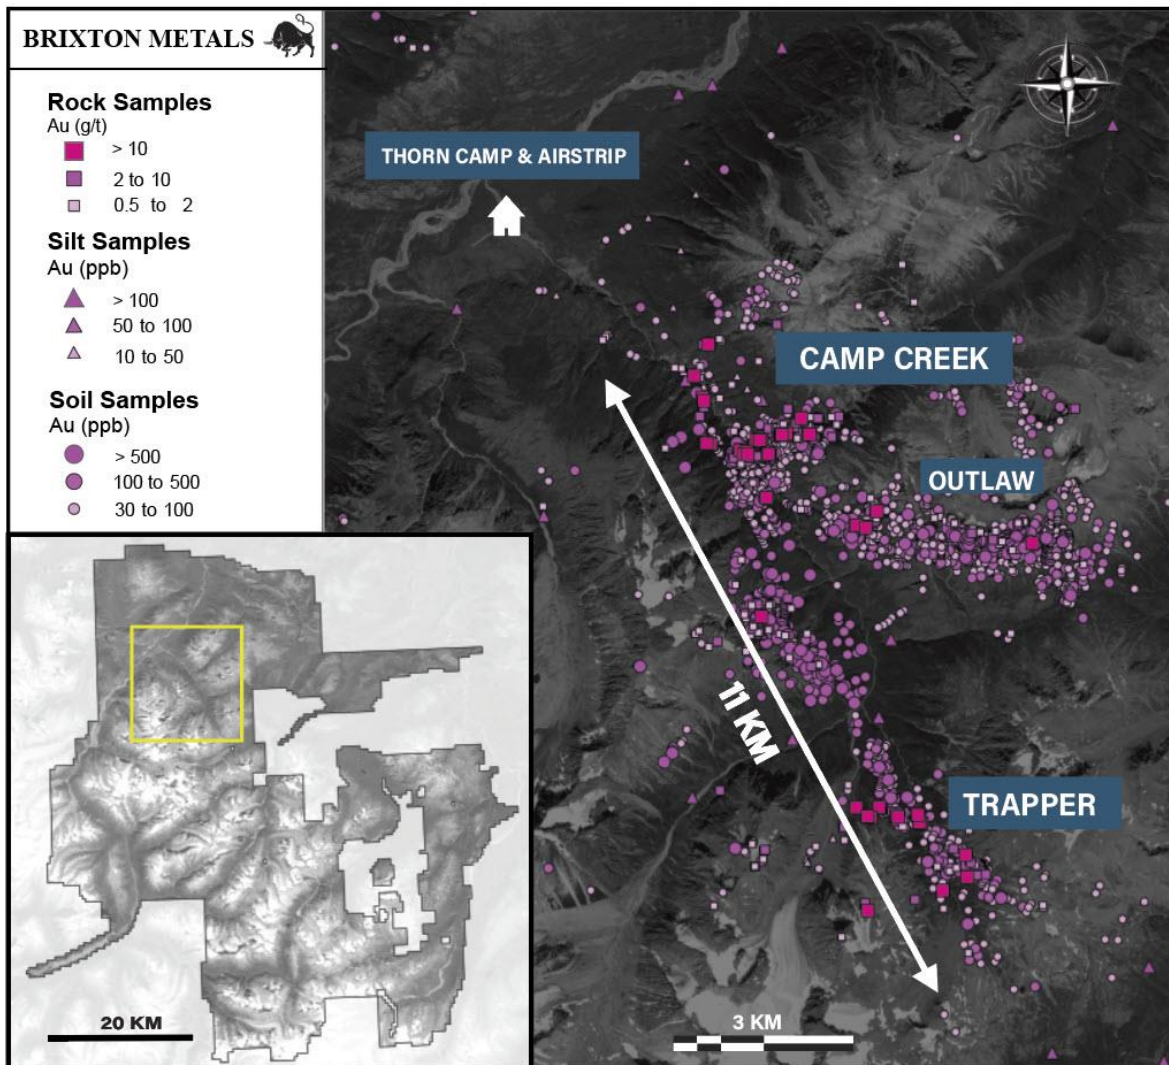 BRIXTON METALS
Rock Samples
Au (g/t)
> 10
2 to 10
0.5 to 2
Silt Samples
Au (ppb)
> 100
50 to 100
10 to 50
Soil Samples
Au (ppb)
> 500
100 to 500
30 to 100
THORN CAMP & AIRSTRIP
CAMP CREEK
OUTLAW
11 KM
TRAPPER
20 KM
3 KM